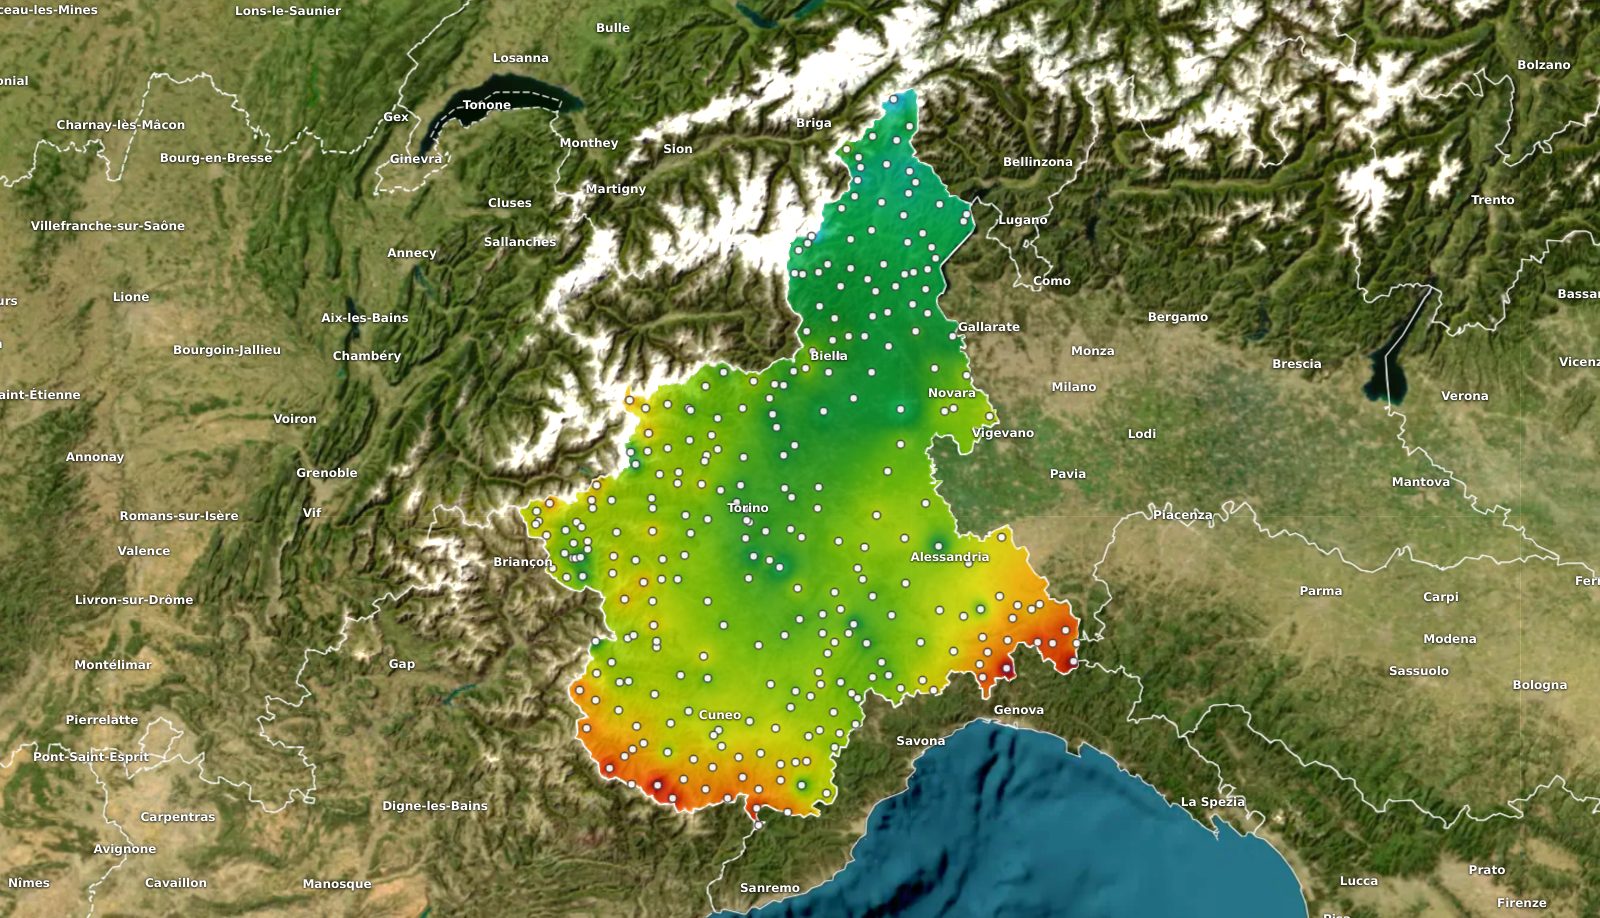 ceau-les-Mines
Lons-le-Saunier
Bulle
Losanna
Bolzano
onial
Tonone
Gex
Charnay-lès-Mâcon
Briga
Monthey
Sion
Bourg-en-Bresse
Ginevra
Bellinzona
Martigny
Cluses
Trento
Villefranche-sur-Saône
Lugano
Sallanches
Annecy
Como
Lione
urs
Bassan
Aix-les-Bains
Bergamo
Gallarate
Bourgoin-Jallieu
Chambéry
Biella
Monza
Brescia
Vicenz
aint-Étienne
Novara
Milano
Verona
Voiron
Vigevano
Lodi
Annonay
Grenoble
Pavia
Mantova
Romans-sur-Isère
Vif
Torino
Piacenza
Valence
Briançon
Alessandria
Ferr
Livron-sur-Drôme
Parma
Carpi
Modena
Montélimar
Gap
Sassuolo
Bologna
Pierrelatte
Cuneo
Genova
Savona
Pont-Saint-Esprit
Digne-les-Bains
La Spezia
Carpentras
Avignone
Prato
Nîmes
Cavaillon
Manosque
Sanremo
Lucca
Firenze